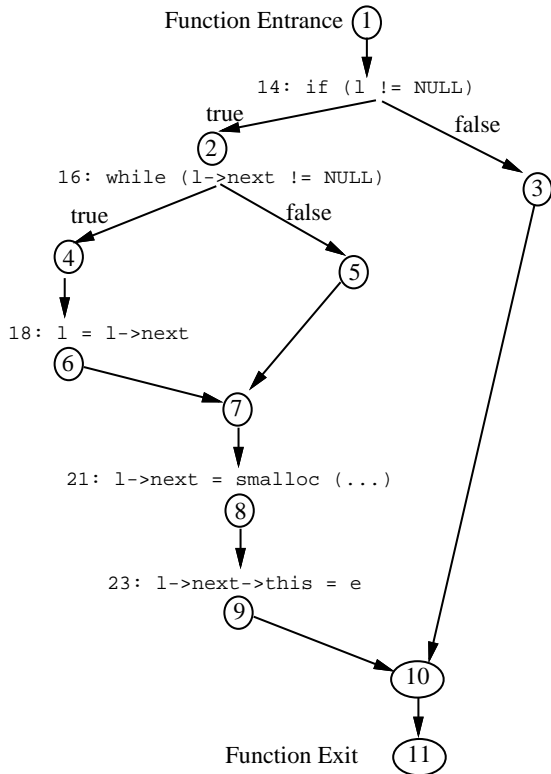 Function Entrance 1
14: if (l != NULL)
true
false
2
3
16: while (l->next != NULL)
true
false
4
5
18: l = l->next
6
7
21: l->next = smalloc (...)
8
23: l->next->this = e
9
10
Function Exit 11